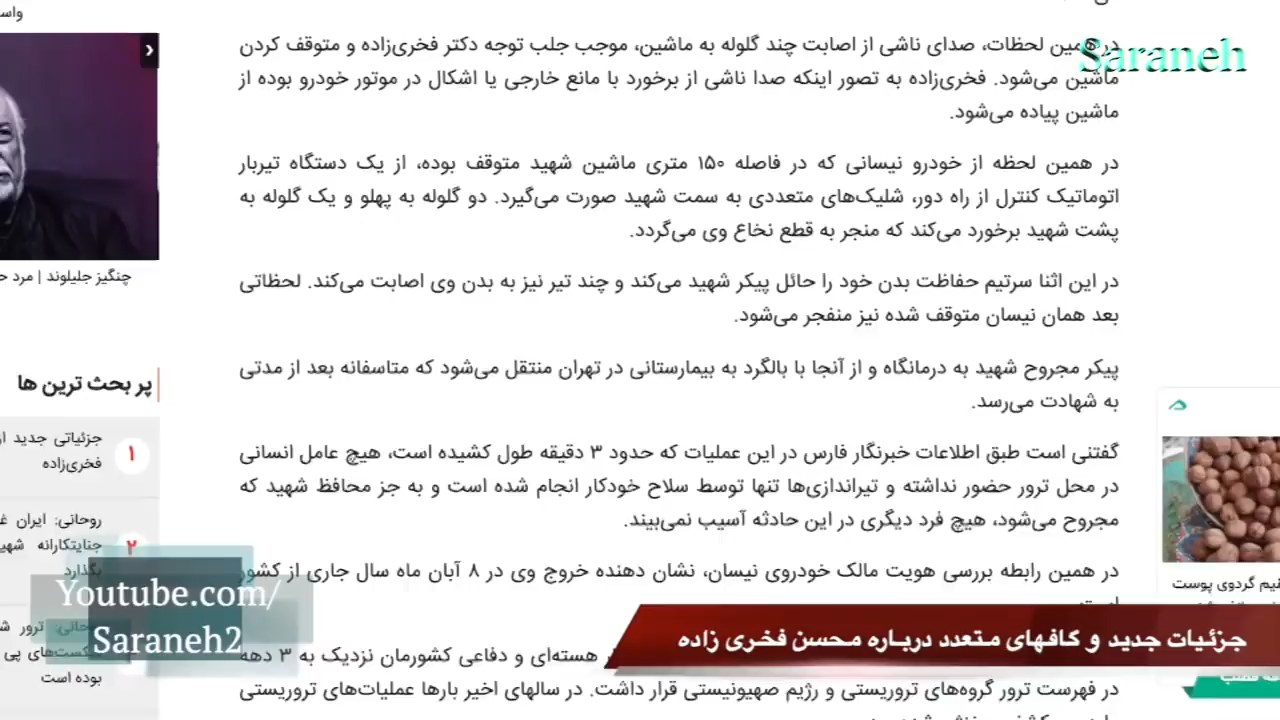 Saraneh
در همین لحظات، صدای ناشی از اصابت چند گلوله به ماشین، موجب جلب توجه دکتر فخری‌زاده و متوقف کردن
ماشین می‌شود. فخری‌زاده به تصور اینکه صدا ناشی از برخورد با مانع خارجی یا اشکال در موتور خودرو بوده از
ماشین پیاده می‌شود.
در همین لحظه از خودرو نیسانی که در فاصله ۱۵۰ متری ماشین شهید متوقف بوده، از یک دستگاه تیربار
اتوماتیک کنترل از راه دور، شلیک‌های متعددی به سمت شهید صورت می‌گیرد. دو گلوله به پهلو و یک گلوله به
پشت شهید برخورد می‌کند که منجر به قطع نخاع وی می‌گردد.
در این اثنا سرتیم حفاظت بدن خود را حائل پیکر شهید می‌کند و چند تیر نیز به بدن وی اصابت می‌کند. لحظاتی
بعد همان نیسان متوقف شده نیز منفجر می‌شود.
پیکر مجروح شهید به درمانگاه و از آنجا با بالگرد به بیمارستانی در تهران منتقل می‌شود که متاسفانه بعد از مدتی
به شهادت می‌رسد.
گفتنی است طبق اطلاعات خبرنگار فارس در این عملیات که حدود ۳ دقیقه طول کشیده است، هیچ عامل انسانی
در محل ترور حضور نداشته و تیراندازی‌ها تنها توسط سلاح خودکار انجام شده است و به جز محافظ شهید که
مجروح می‌شود، هیچ فرد دیگری در این حادثه آسیب نمی‌بیند.
در همین رابطه بررسی هویت مالک خودروی نیسان، نشان دهنده خروج وی در ۸ آبان ماه سال جاری از کشور
هسته‌ای و دفاعی کشورمان نزدیک به ۳ دهه
در فهرست ترور گروه‌های تروریستی و رژیم صهیونیستی قرار داشت. در سالهای اخیر بارها عملیات‌های تروریستی
چنگیز جلیلوند | مرد
پر بحث ترین ها
۱
جزئیاتی جدید از
فخری‌زاده
۲
روحانی: ایران
جنایتکارانه
بگذارد
ترور
بوده است
گردوی پوست
جزئیات جدید و گافهای متعدد درباره محسن فخری زاده
Youtube.com/
Saraneh2